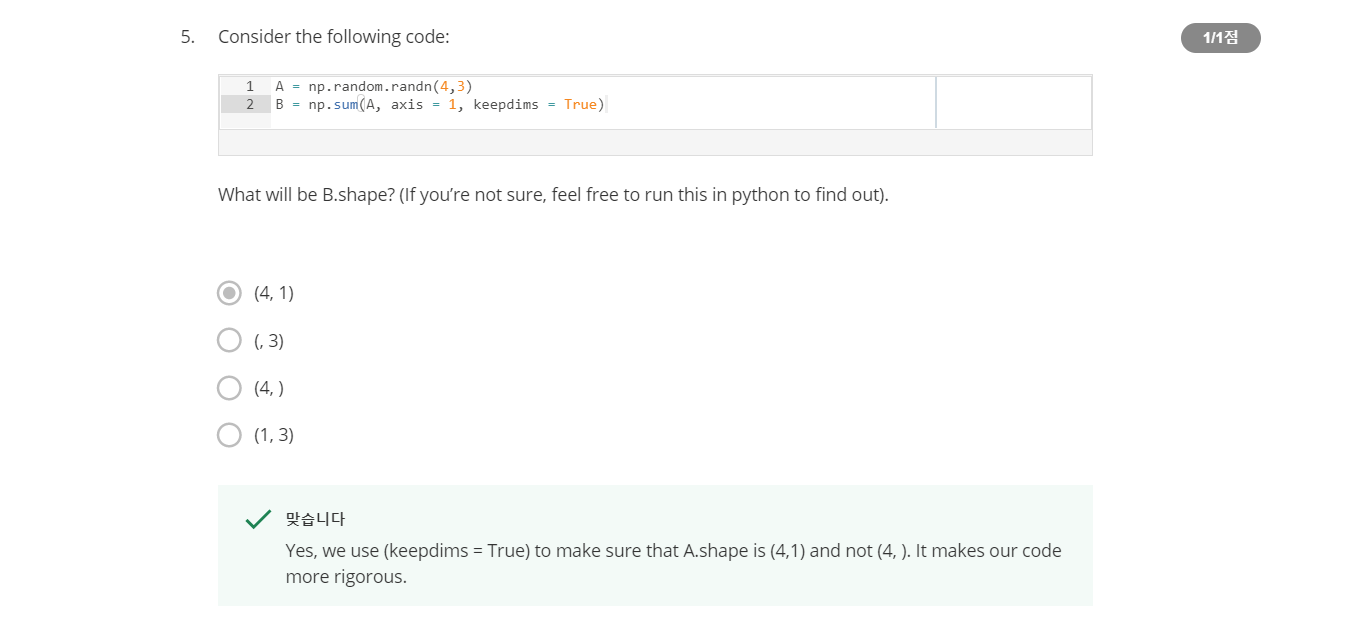 5. Consider the following code:
1/1점
1 A = np.random.randn(4,3)
2 B = np.sum(A, axis = 1, keepdims = True)
What will be B.shape? (If you’re not sure, feel free to run this in python to find out).
(4, 1)
(, 3)
(4, )
(1, 3)
맞습니다
Yes, we use (keepdims = True) to make sure that A.shape is (4,1) and not (4, ). It makes our code
more rigorous.